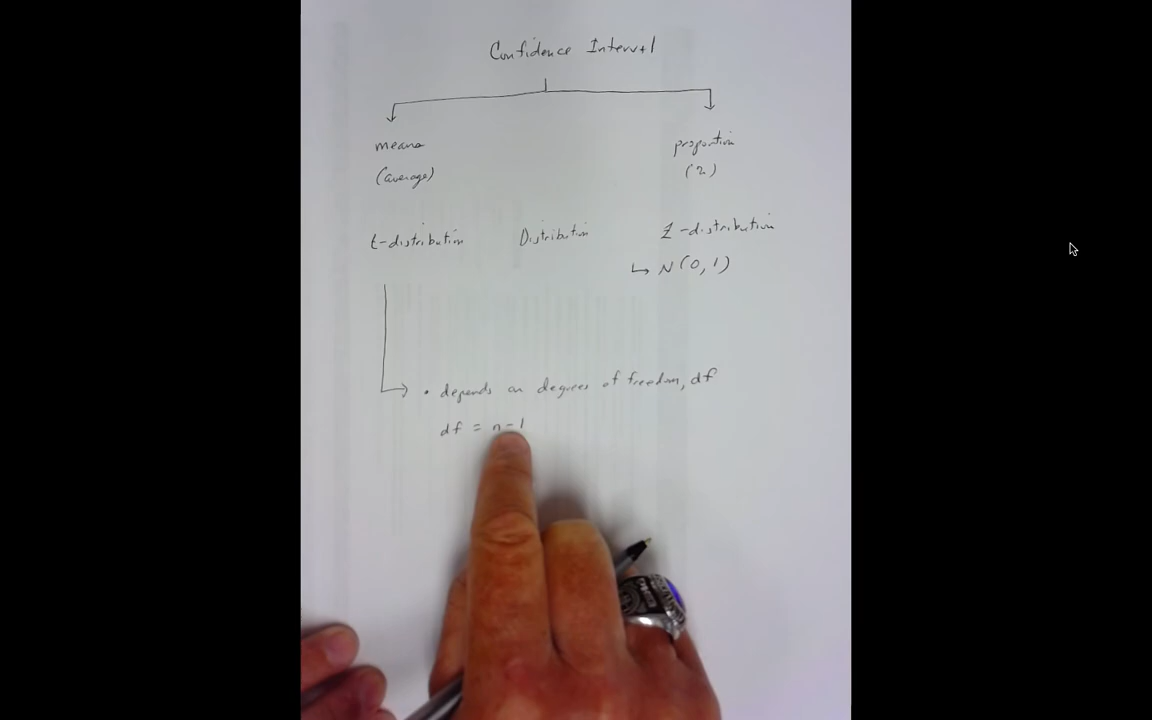 Confidence Interval
means
(average)
proportion
t-distribution
Distribution
Z-distribution
↳ N(0,1)
• depends on degrees of freedom, df
df = n-1